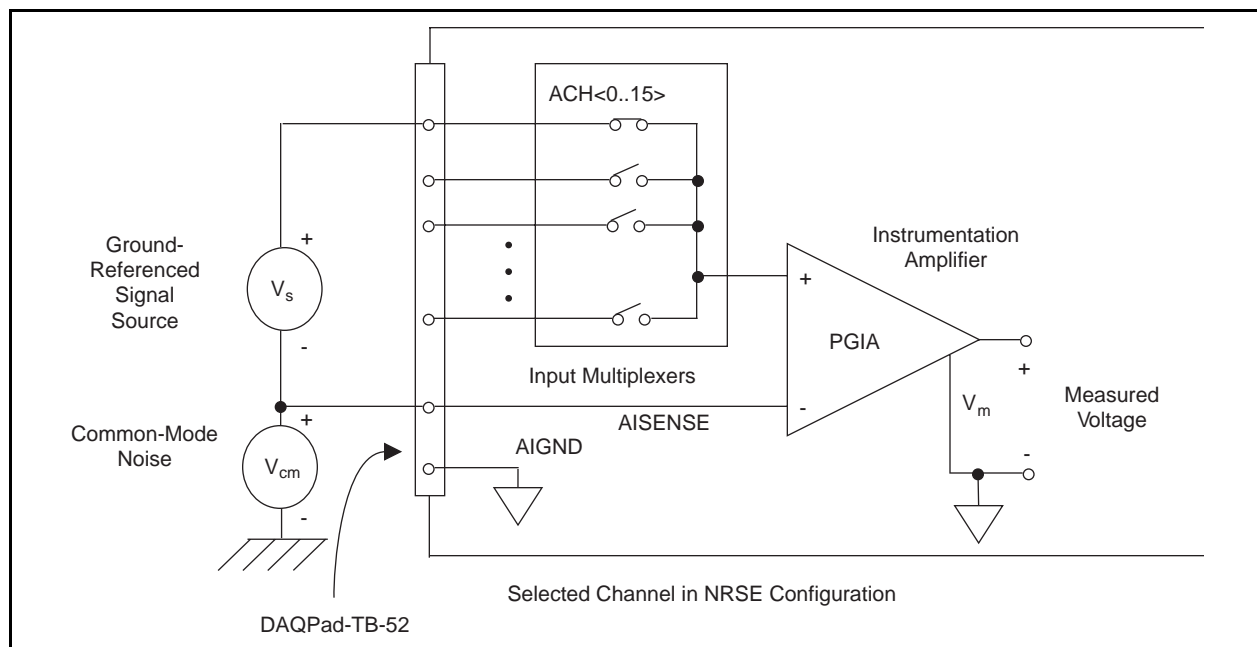 ACH<0..15>
Ground-
Referenced
Signal
Source
+
Vs
-
Instrumentation
Amplifier
+
PGIA
-
Input Multiplexers
+
Vm
Measured
Voltage
-
AISENSE
AIGND
Common-Mode
Noise
+
Vcm
-
Selected Channel in NRSE Configuration
DAQPad-TB-52